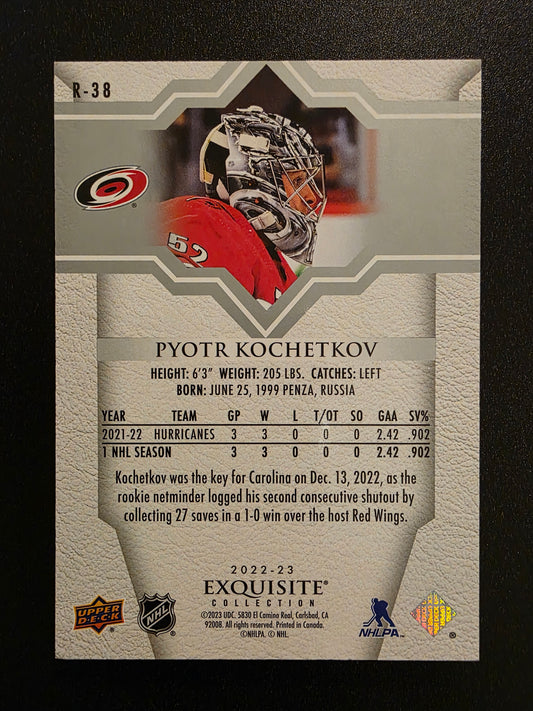 R-38
52
PYOTR KOCHETKOV
HEIGHT: 6'3" WEIGHT: 205 LBS. CATCHES: LEFT
BORN: JUNE 25, 1999 PENZA, RUSSIA
YEAR TEAM GP W L T/OT SO GAA SV%
2021-22 HURRICANES 3 3 0 0 0 2.42 .902
1 NHL SEASON 3 3 0 0 0 2.42 .902
Kochetkov was the key for Carolina on Dec. 13, 2022, as the
rookie netminder logged his second consecutive shutout by
collecting 27 saves in a 1-0 win over the host Red Wings.
2022-23
EXQUISITE®
COLLECTION
©2023 UDC. 5830 El Camino Real, Carlsbad, CA
92008. All rights reserved. Printed in Canada.
©NHLPA. © NHL.
UPPER
DECK
NHL
NHLPA